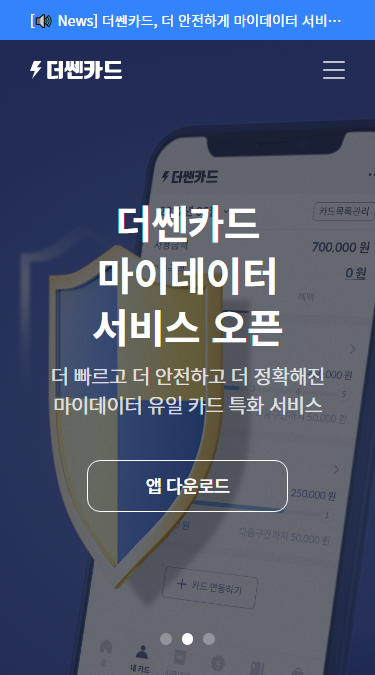 [🔊 News] 더쎈카드, 더 안전하게 마이데이터 서비…
더쎈카드
더쎈카드
카드목록관리
700,000 원
0 원
혜택
더쎈카드
마이데이터
서비스 오픈
더 빠르고 더 안전하고 더 정확해진
마이데이터 유일 카드 특화 서비스
앱 다운로드
250,000 원
다음구간까지 50,000 원
+ 카드 연동하기
내 카드